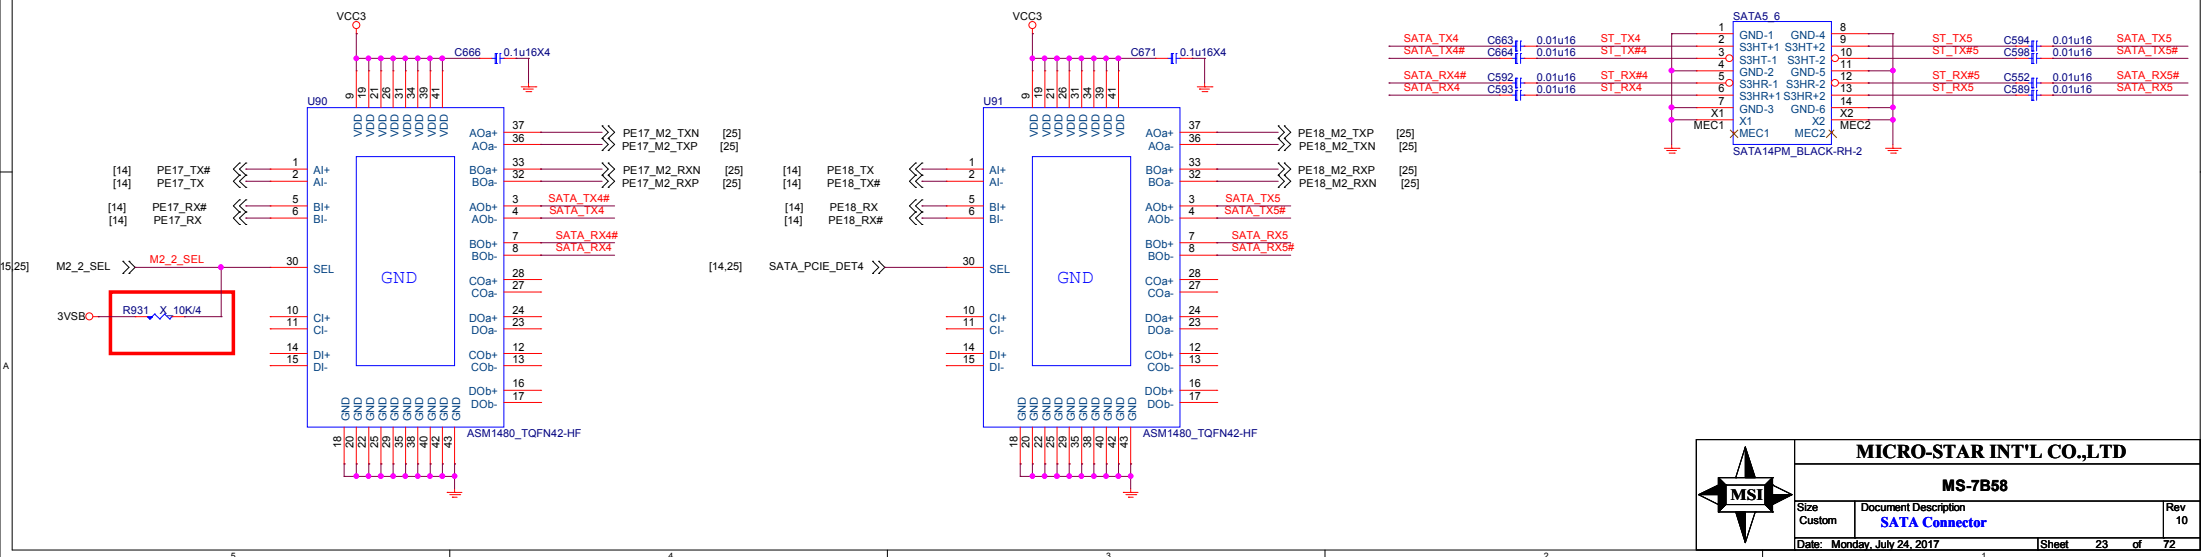 VCC3
C666 0.1u16X4
U90
9 19 21 26 31 34 39 41
VDD VDD VDD VDD VDD VDD VDD VDD
[14] PE17_TX# 1 AI+
[14] PE17_TX 2 AI-
[14] PE17_RX# 5 BI+
[14] PE17_RX 6 BI-
15,25] M2_2_SEL M2_2_SEL 30 SEL
3VSB R931 X_10K/4
10 CI+
11 CI-
14 DI+
15 DI-
GND
AOa+ 37 PE17_M2_TXN [25]
AOa- 36 PE17_M2_TXP [25]
BOa+ 33 PE17_M2_RXN [25]
BOa- 32 PE17_M2_RXP [25]
AOb+ 3 SATA_TX4#
AOb- 4 SATA_TX4
BOb+ 7 SATA_RX4#
BOb- 8 SATA_RX4
COa+ 28
COa- 27
DOa+ 24
DOa- 23
COb+ 12
COb- 13
DOb+ 16
DOb- 17
GND GND GND GND GND GND GND GND GND GND
18 20 22 25 29 35 38 40 42 43
ASM1480_TQFN42-HF
VCC3
C671 0.1u16X4
U91
9 19 21 26 31 34 39 41
VDD VDD VDD VDD VDD VDD VDD VDD
[14] PE18_TX 1 AI+
[14] PE18_TX# 2 AI-
[14] PE18_RX 5 BI+
[14] PE18_RX# 6 BI-
[14,25] SATA_PCIE_DET4 30 SEL
10 CI+
11 CI-
14 DI+
15 DI-
GND
AOa+ 37 PE18_M2_TXP [25]
AOa- 36 PE18_M2_TXN [25]
BOa+ 33 PE18_M2_RXP [25]
BOa- 32 PE18_M2_RXN [25]
AOb+ 3 SATA_TX5
AOb- 4 SATA_TX5#
BOb+ 7 SATA_RX5
BOb- 8 SATA_RX5#
COa+ 28
COa- 27
DOa+ 24
DOa- 23
COb+ 12
COb- 13
DOb+ 16
DOb- 17
GND GND GND GND GND GND GND GND GND GND
18 20 22 25 29 35 38 40 42 43
ASM1480_TQFN42-HF
SATA5_6
1 GND-1 GND-4 8
SATA_TX4 C663 0.01u16 ST_TX4 2 S3HT+1 S3HT+2 9 ST_TX5 C594 0.01u16 SATA_TX5
SATA_TX4# C664 0.01u16 ST_TX#4 3 S3HT-1 S3HT-2 10 ST_TX#5 C598 0.01u16 SATA_TX5#
4 GND-2 GND-5 11
SATA_RX4# C592 0.01u16 ST_RX#4 5 S3HR-1 S3HR-2 12 ST_RX#5 C552 0.01u16 SATA_RX5#
SATA_RX4 C593 0.01u16 ST_RX4 6 S3HR+1 S3HR+2 13 ST_RX5 C589 0.01u16 SATA_RX5
7 GND-3 GND-6 14
X1 X1 X2 X2
MEC1 MEC1 MEC2 MEC2
SATA14PM_BLACK-RH-2
A
MSI
MICRO-STAR INT'L CO.,LTD
MS-7B58
Size Custom
Document Description
SATA Connector
Rev 10
Date: Monday, July 24, 2017 Sheet 23 of 72
5 4 3 2 1